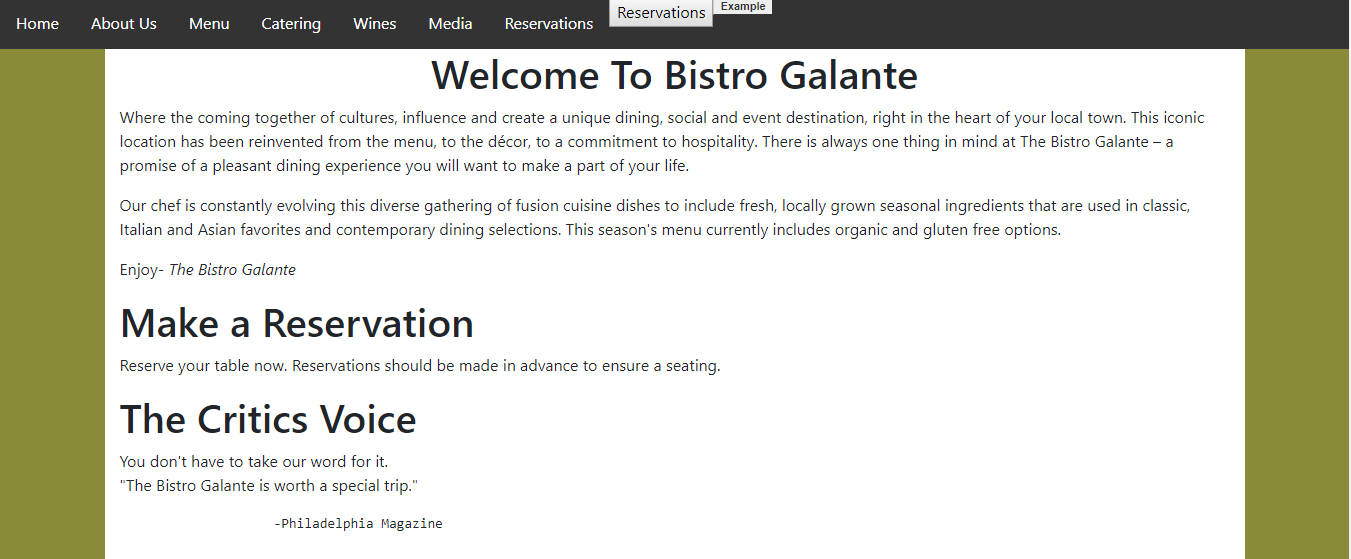 Home About Us Menu Catering Wines Media Reservations Reservations Example
Welcome To Bistro Galante
Where the coming together of cultures, influence and create a unique dining, social and event destination, right in the heart of your local town. This iconic
location has been reinvented from the menu, to the décor, to a commitment to hospitality. There is always one thing in mind at The Bistro Galante – a
promise of a pleasant dining experience you will want to make a part of your life.
Our chef is constantly evolving this diverse gathering of fusion cuisine dishes to include fresh, locally grown seasonal ingredients that are used in classic,
Italian and Asian favorites and contemporary dining selections. This season's menu currently includes organic and gluten free options.
Enjoy- The Bistro Galante
Make a Reservation
Reserve your table now. Reservations should be made in advance to ensure a seating.
The Critics Voice
You don't have to take our word for it.
"The Bistro Galante is worth a special trip."
-Philadelphia Magazine